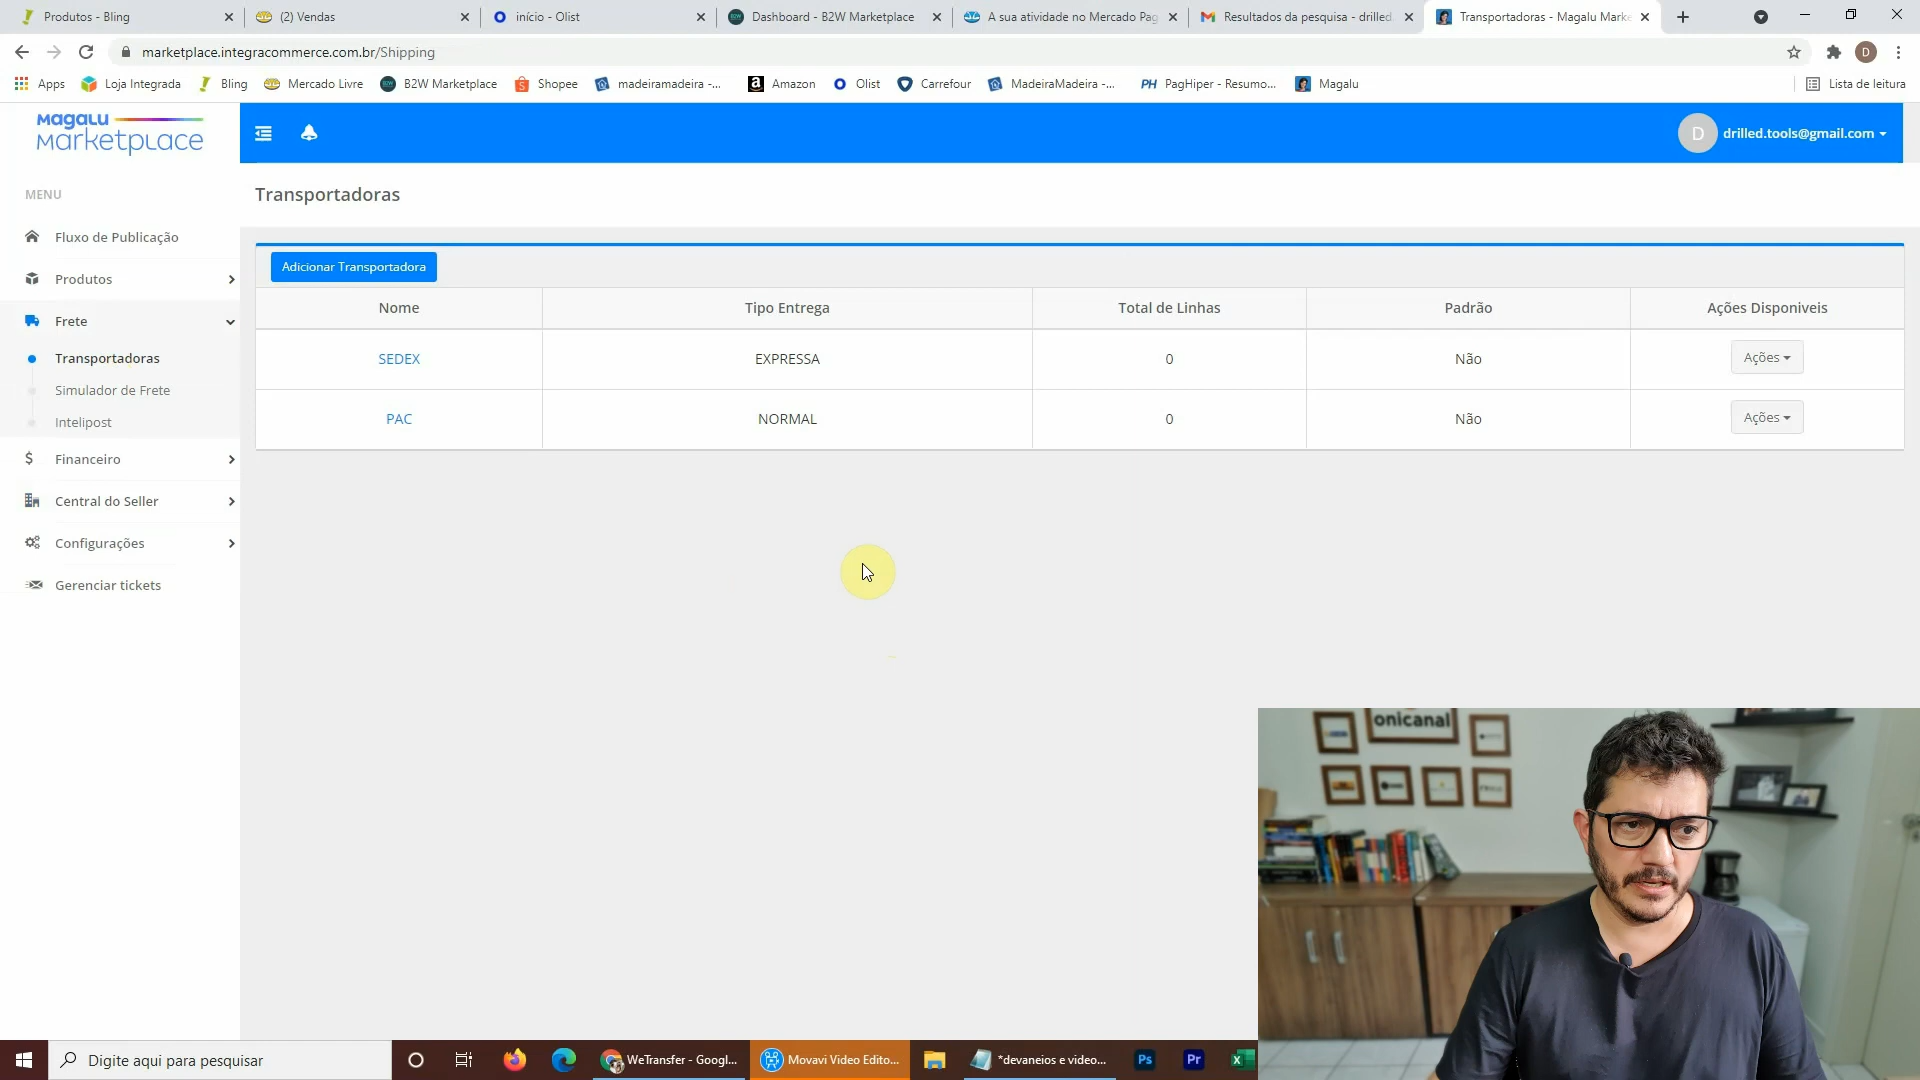 Produtos - Bling
(2) Vendas
início - Olist
Dashboard - B2W Marketplace
A sua atividade no Mercado Pag
Resultados da pesquisa - drilled.
Transportadoras - Magalu Marke
marketplace.integracommerce.com.br/Shipping
D
Apps
Loja Integrada
Bling
Mercado Livre
B2W Marketplace
Shopee
madeiramadeira -...
Amazon
Olist
Carrefour
MadeiraMadeira -...
PH
PagHiper - Resumo...
Magalu
Lista de leitura
Magalu
Marketplace
D
drilled.tools@gmail.com
MENU
Transportadoras
Fluxo de Publicação
Produtos
Frete
Transportadoras
Simulador de Frete
Intelipost
Financeiro
Central do Seller
Configurações
Gerenciar tickets
Adicionar Transportadora
Nome
Tipo Entrega
Total de Linhas
Padrão
Ações Disponiveis
SEDEX
EXPRESSA
0
Não
Ações
PAC
NORMAL
0
Não
Ações
onicanal
Digite aqui para pesquisar
WeTransfer - Googl...
Movavi Video Edito...
*devaneios e video...
Ps
Pr
X